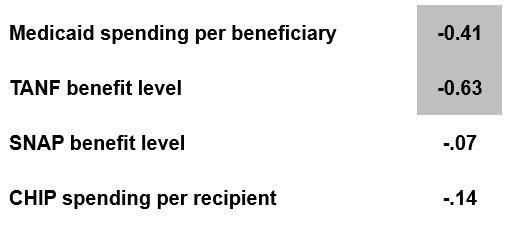 Medicaid spending per beneficiary -0.41
TANF benefit level -0.63
SNAP benefit level -.07
CHIP spending per recipient -.14